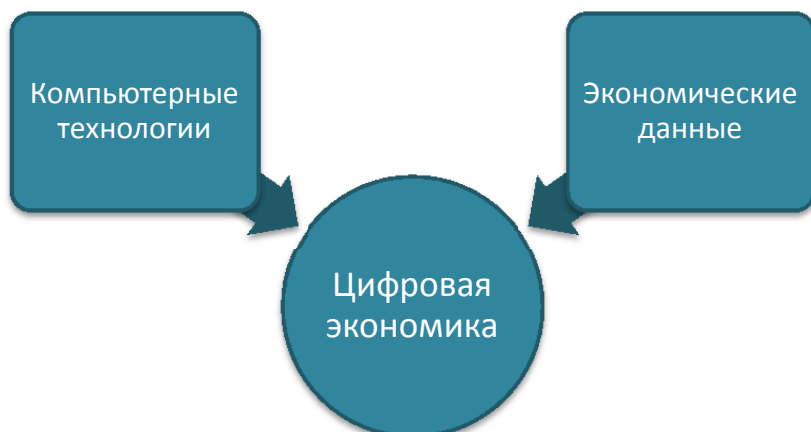 Компьютерные
технологии
Экономические
данные
Цифровая
экономика